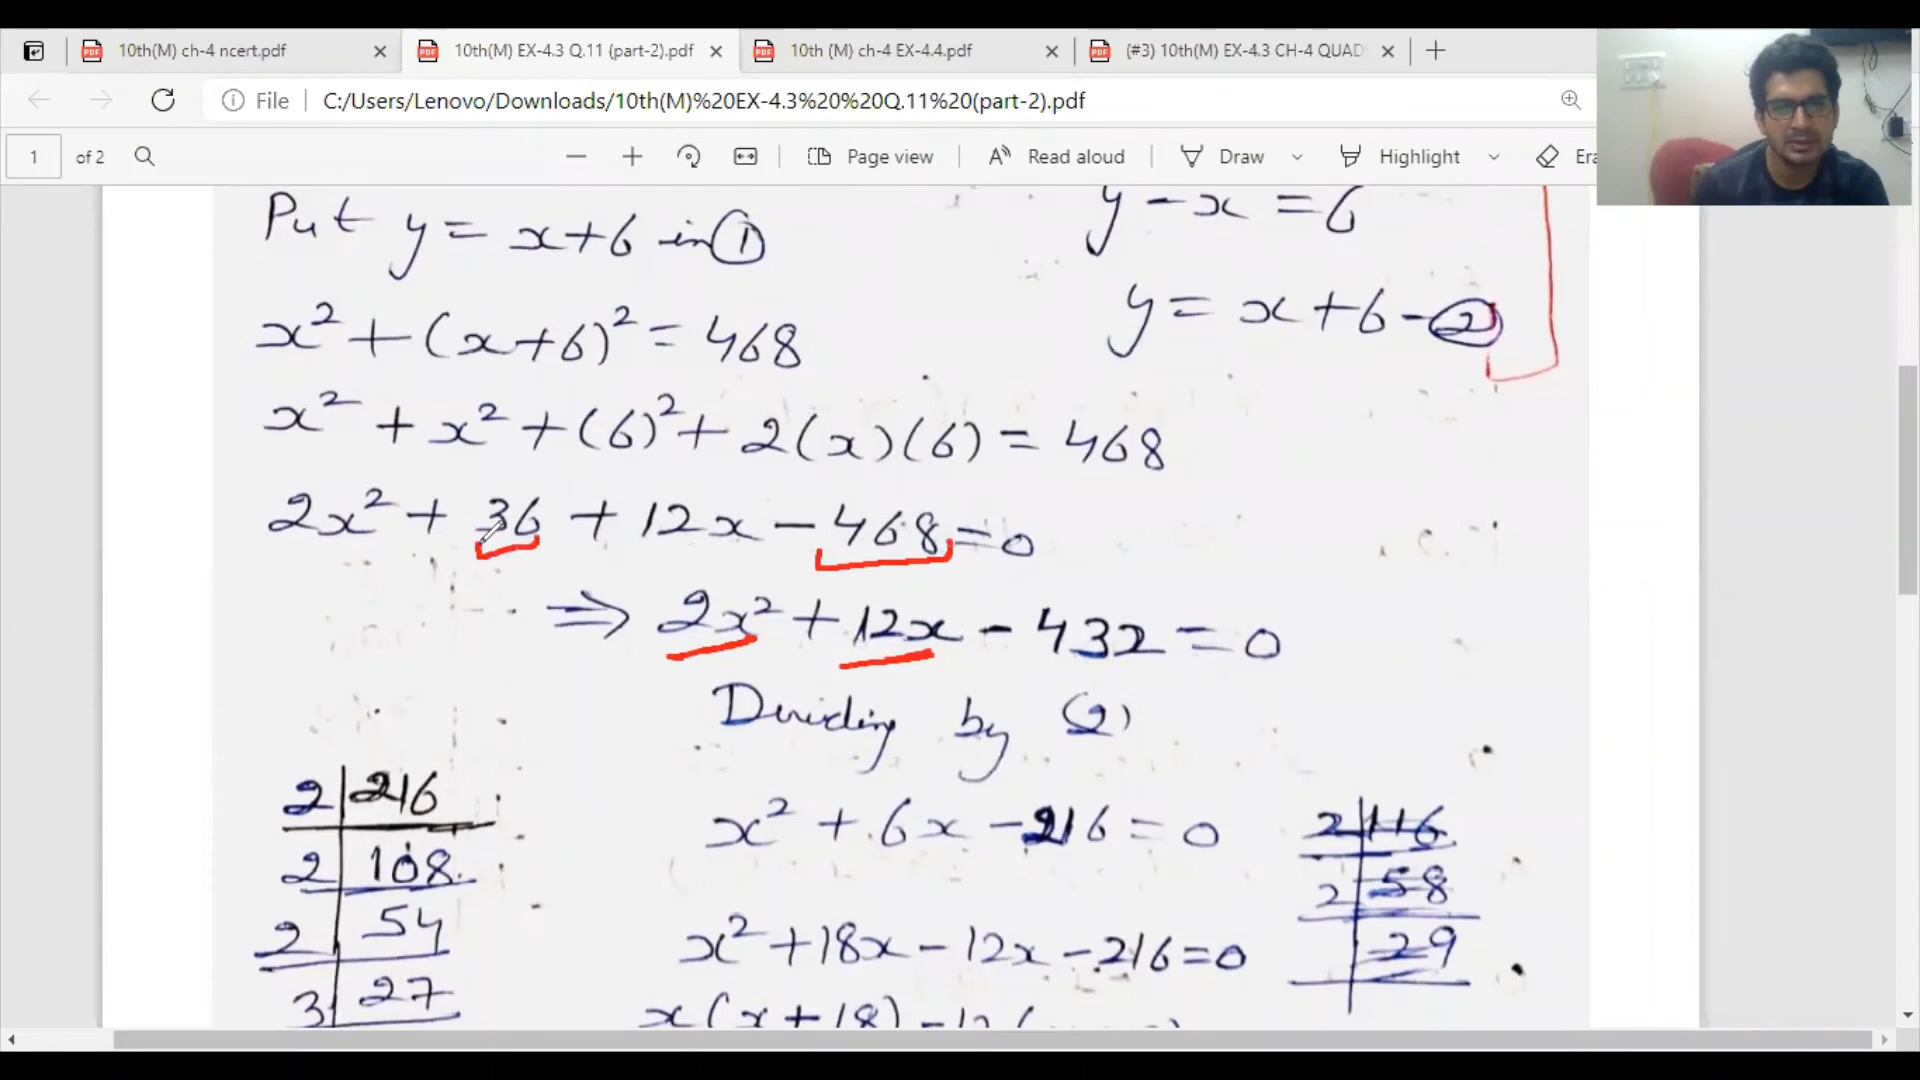 10th(M) ch-4 ncert.pdf
10th(M) EX-4.3 Q.11 (part-2).pdf
10th (M) ch-4 EX-4.4.pdf
(#3) 10th(M) EX-4.3 CH-4 QUAD
File
C:/Users/Lenovo/Downloads/10th(M)%20EX-4.3%20%20Q.11%20(part-2).pdf
1 of 2
Page view
Read aloud
Draw
Highlight
Era
Put y = x+6 in ①
y - x = 6
y = x+6 - ②
x² + (x+6)² = 468
x² + x² + (6)² + 2(x)(6) = 468
2x² + 36 + 12x - 468 = 0
⇒ 2x² + 12x - 432 = 0
Dividing by (2)
x² + 6x - 216 = 0
x² + 18x - 12x - 216 = 0
x(x + 18) - 12(
2 | 216
2 | 108
2 | 54
3 | 27
2 | 116
2 | 58
29